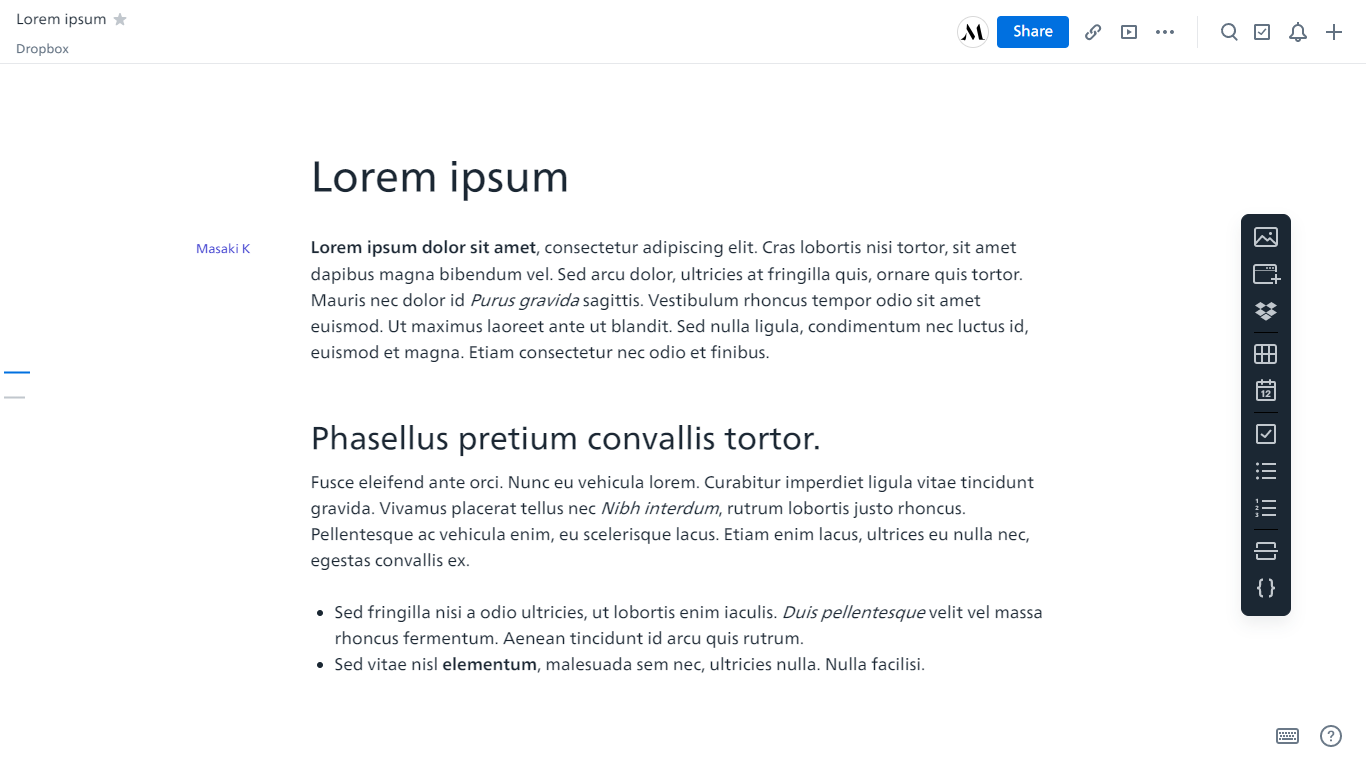 Lorem ipsum
Dropbox
M
Share
Lorem ipsum
Masaki K
Lorem ipsum dolor sit amet, consectetur adipiscing elit. Cras lobortis nisi tortor, sit amet
dapibus magna bibendum vel. Sed arcu dolor, ultricies at fringilla quis, ornare quis tortor.
Mauris nec dolor id Purus gravida sagittis. Vestibulum rhoncus tempor odio sit amet
euismod. Ut maximus laoreet ante ut blandit. Sed nulla ligula, condimentum nec luctus id,
euismod et magna. Etiam consectetur nec odio et finibus.
Phasellus pretium convallis tortor.
Fusce eleifend ante orci. Nunc eu vehicula lorem. Curabitur imperdiet ligula vitae tincidunt
gravida. Vivamus placerat tellus nec Nibh interdum, rutrum lobortis justo rhoncus.
Pellentesque ac vehicula enim, eu scelerisque lacus. Etiam enim lacus, ultrices eu nulla nec,
egestas convallis ex.
• Sed fringilla nisi a odio ultricies, ut lobortis enim iaculis. Duis pellentesque velit vel massa
rhoncus fermentum. Aenean tincidunt id arcu quis rutrum.
• Sed vitae nisl elementum, malesuada sem nec, ultricies nulla. Nulla facilisi.
12
1
2
3
{ }
?